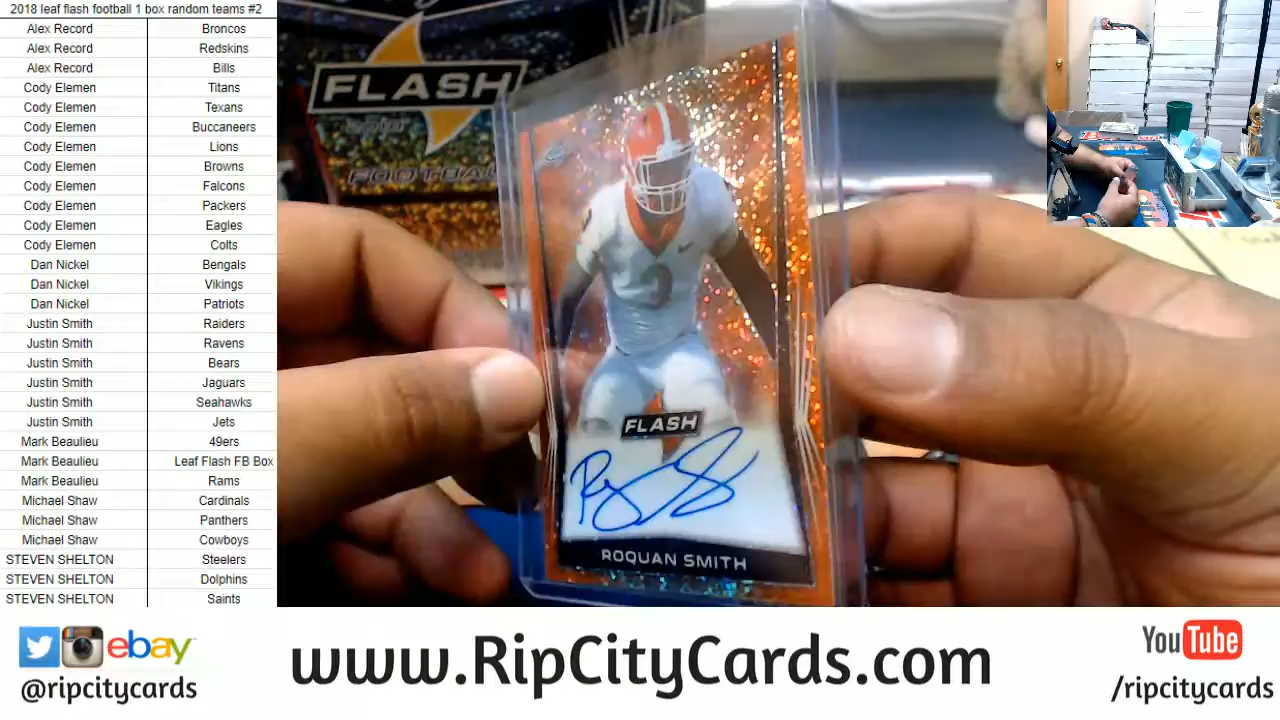 2018 leaf flash football 1 box random teams #2
Alex Record Broncos
Alex Record Redskins
Alex Record Bills
Cody Elemen Titans
Cody Elemen Texans
Cody Elemen Buccaneers
Cody Elemen Lions
Cody Elemen Browns
Cody Elemen Falcons
Cody Elemen Packers
Cody Elemen Eagles
Cody Elemen Colts
Dan Nickel Bengals
Dan Nickel Vikings
Dan Nickel Patriots
Justin Smith Raiders
Justin Smith Ravens
Justin Smith Bears
Justin Smith Jaguars
Justin Smith Seahawks
Justin Smith Jets
Mark Beaulieu 49ers
Mark Beaulieu Leaf Flash FB Box
Mark Beaulieu Rams
Michael Shaw Cardinals
Michael Shaw Panthers
Michael Shaw Cowboys
STEVEN SHELTON Steelers
STEVEN SHELTON Dolphins
STEVEN SHELTON Saints
FLASH
FOOTBAL
3
FLASH
ROQUAN SMITH
ebay
@ripcitycards
www.RipCityCards.com
YouTube
/ripcitycards